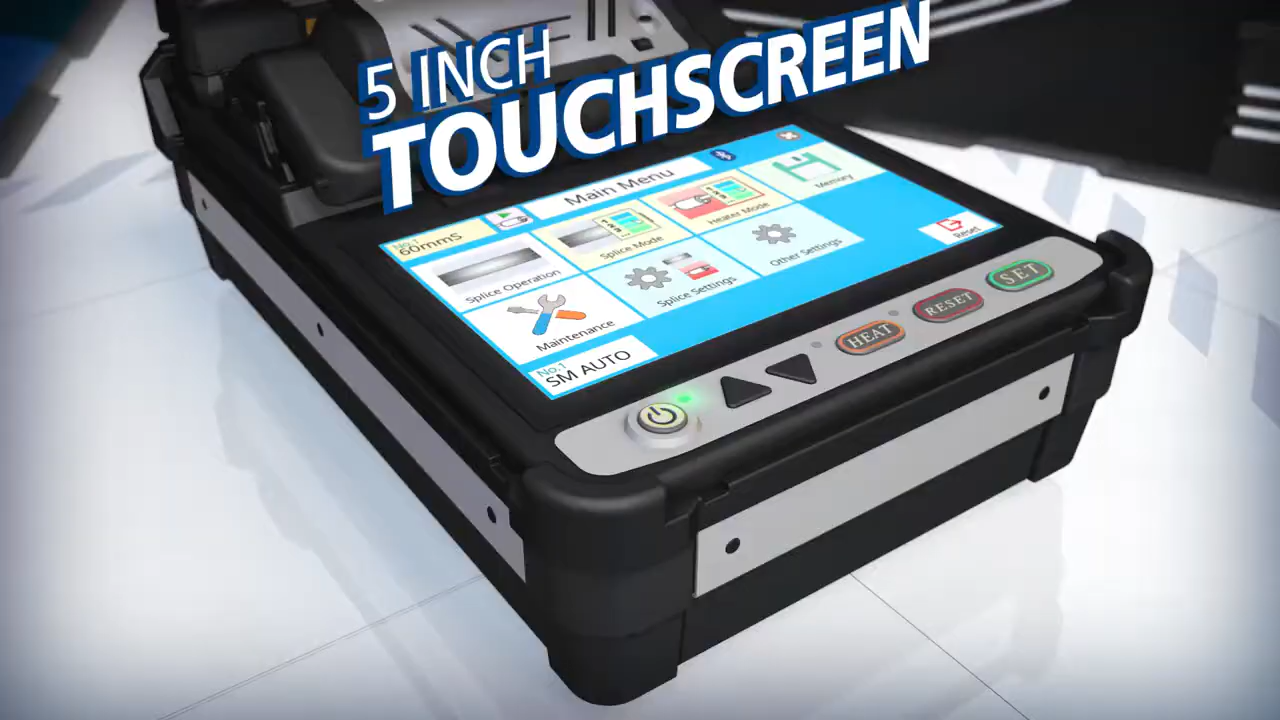 5 INCH
TOUCHSCREEN
Main Menu
No.1
60mmS
Splice Operation
Splice Mode
Heater Mode
Memory
Maintenance
Splice Settings
Other Settings
Reset
No.1
SM AUTO
HEAT
RESET
SET